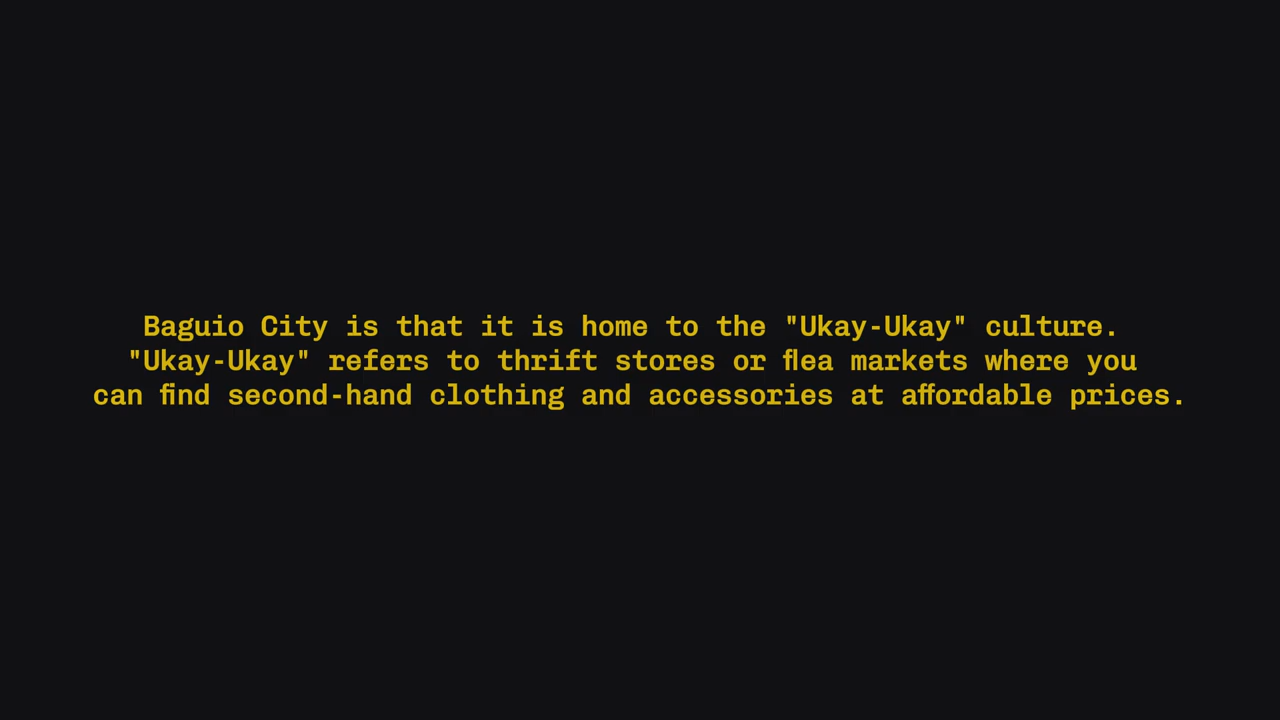 Baguio City is that it is home to the "Ukay-Ukay" culture.
"Ukay-Ukay" refers to thrift stores or flea markets where you
can find second-hand clothing and accessories at affordable prices.